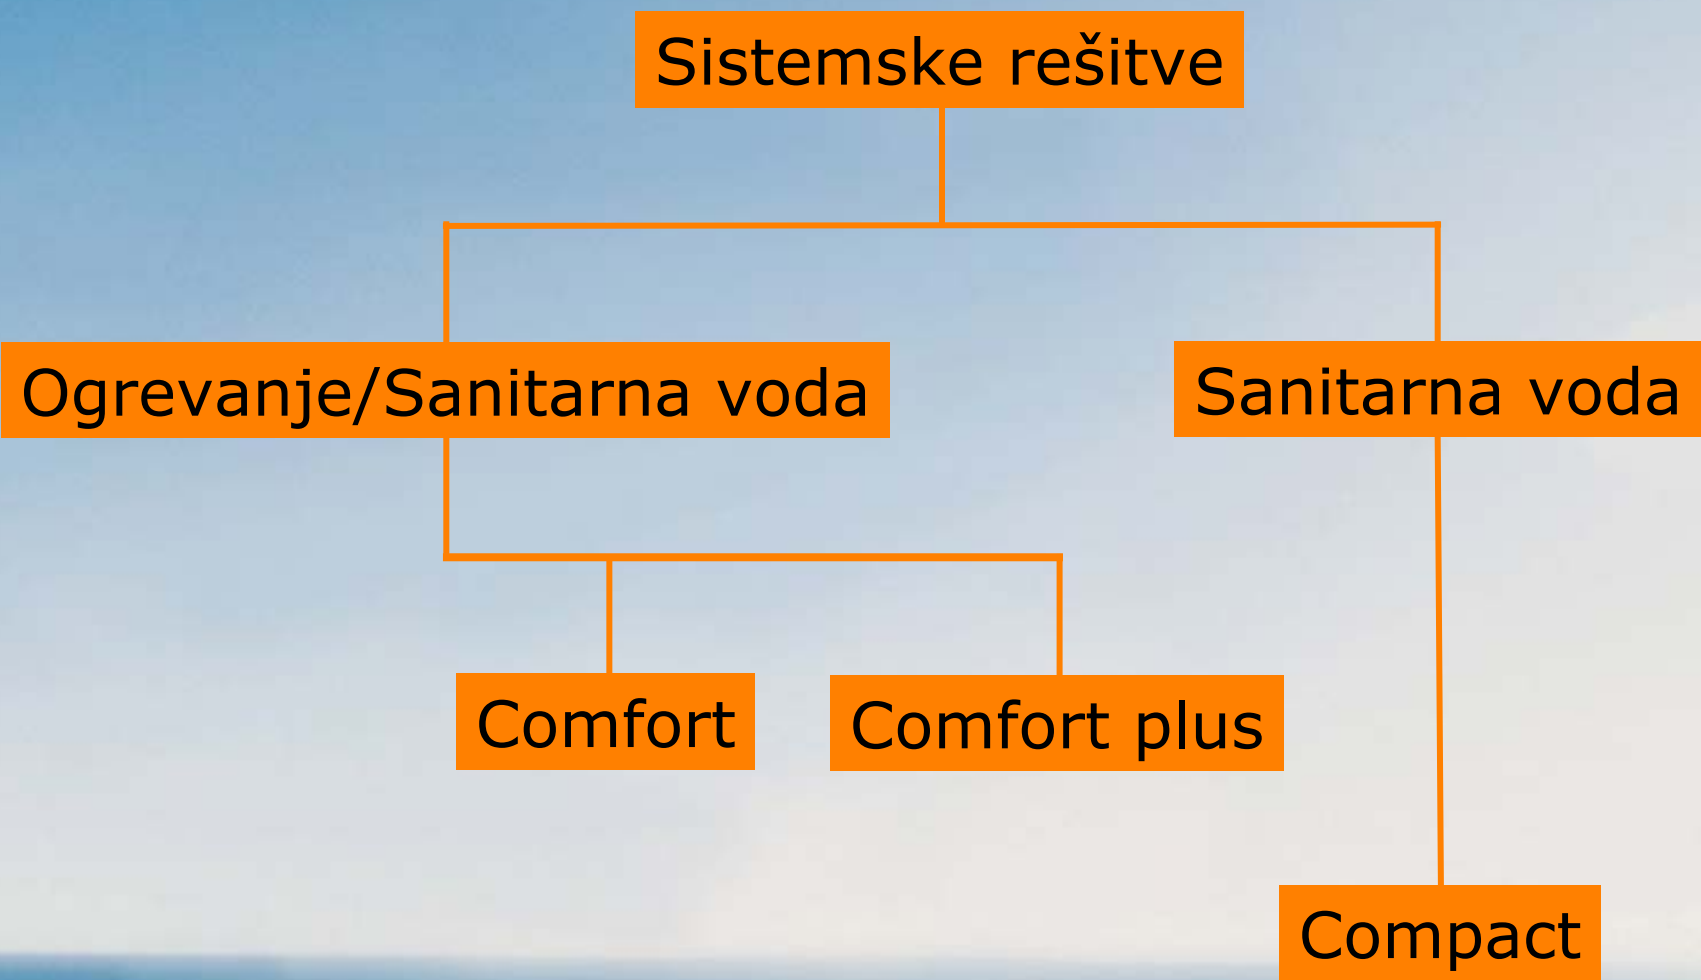 Sistemske rešitve
Ogrevanje/Sanitarna voda
Sanitarna voda
Comfort
Comfort plus
Compact